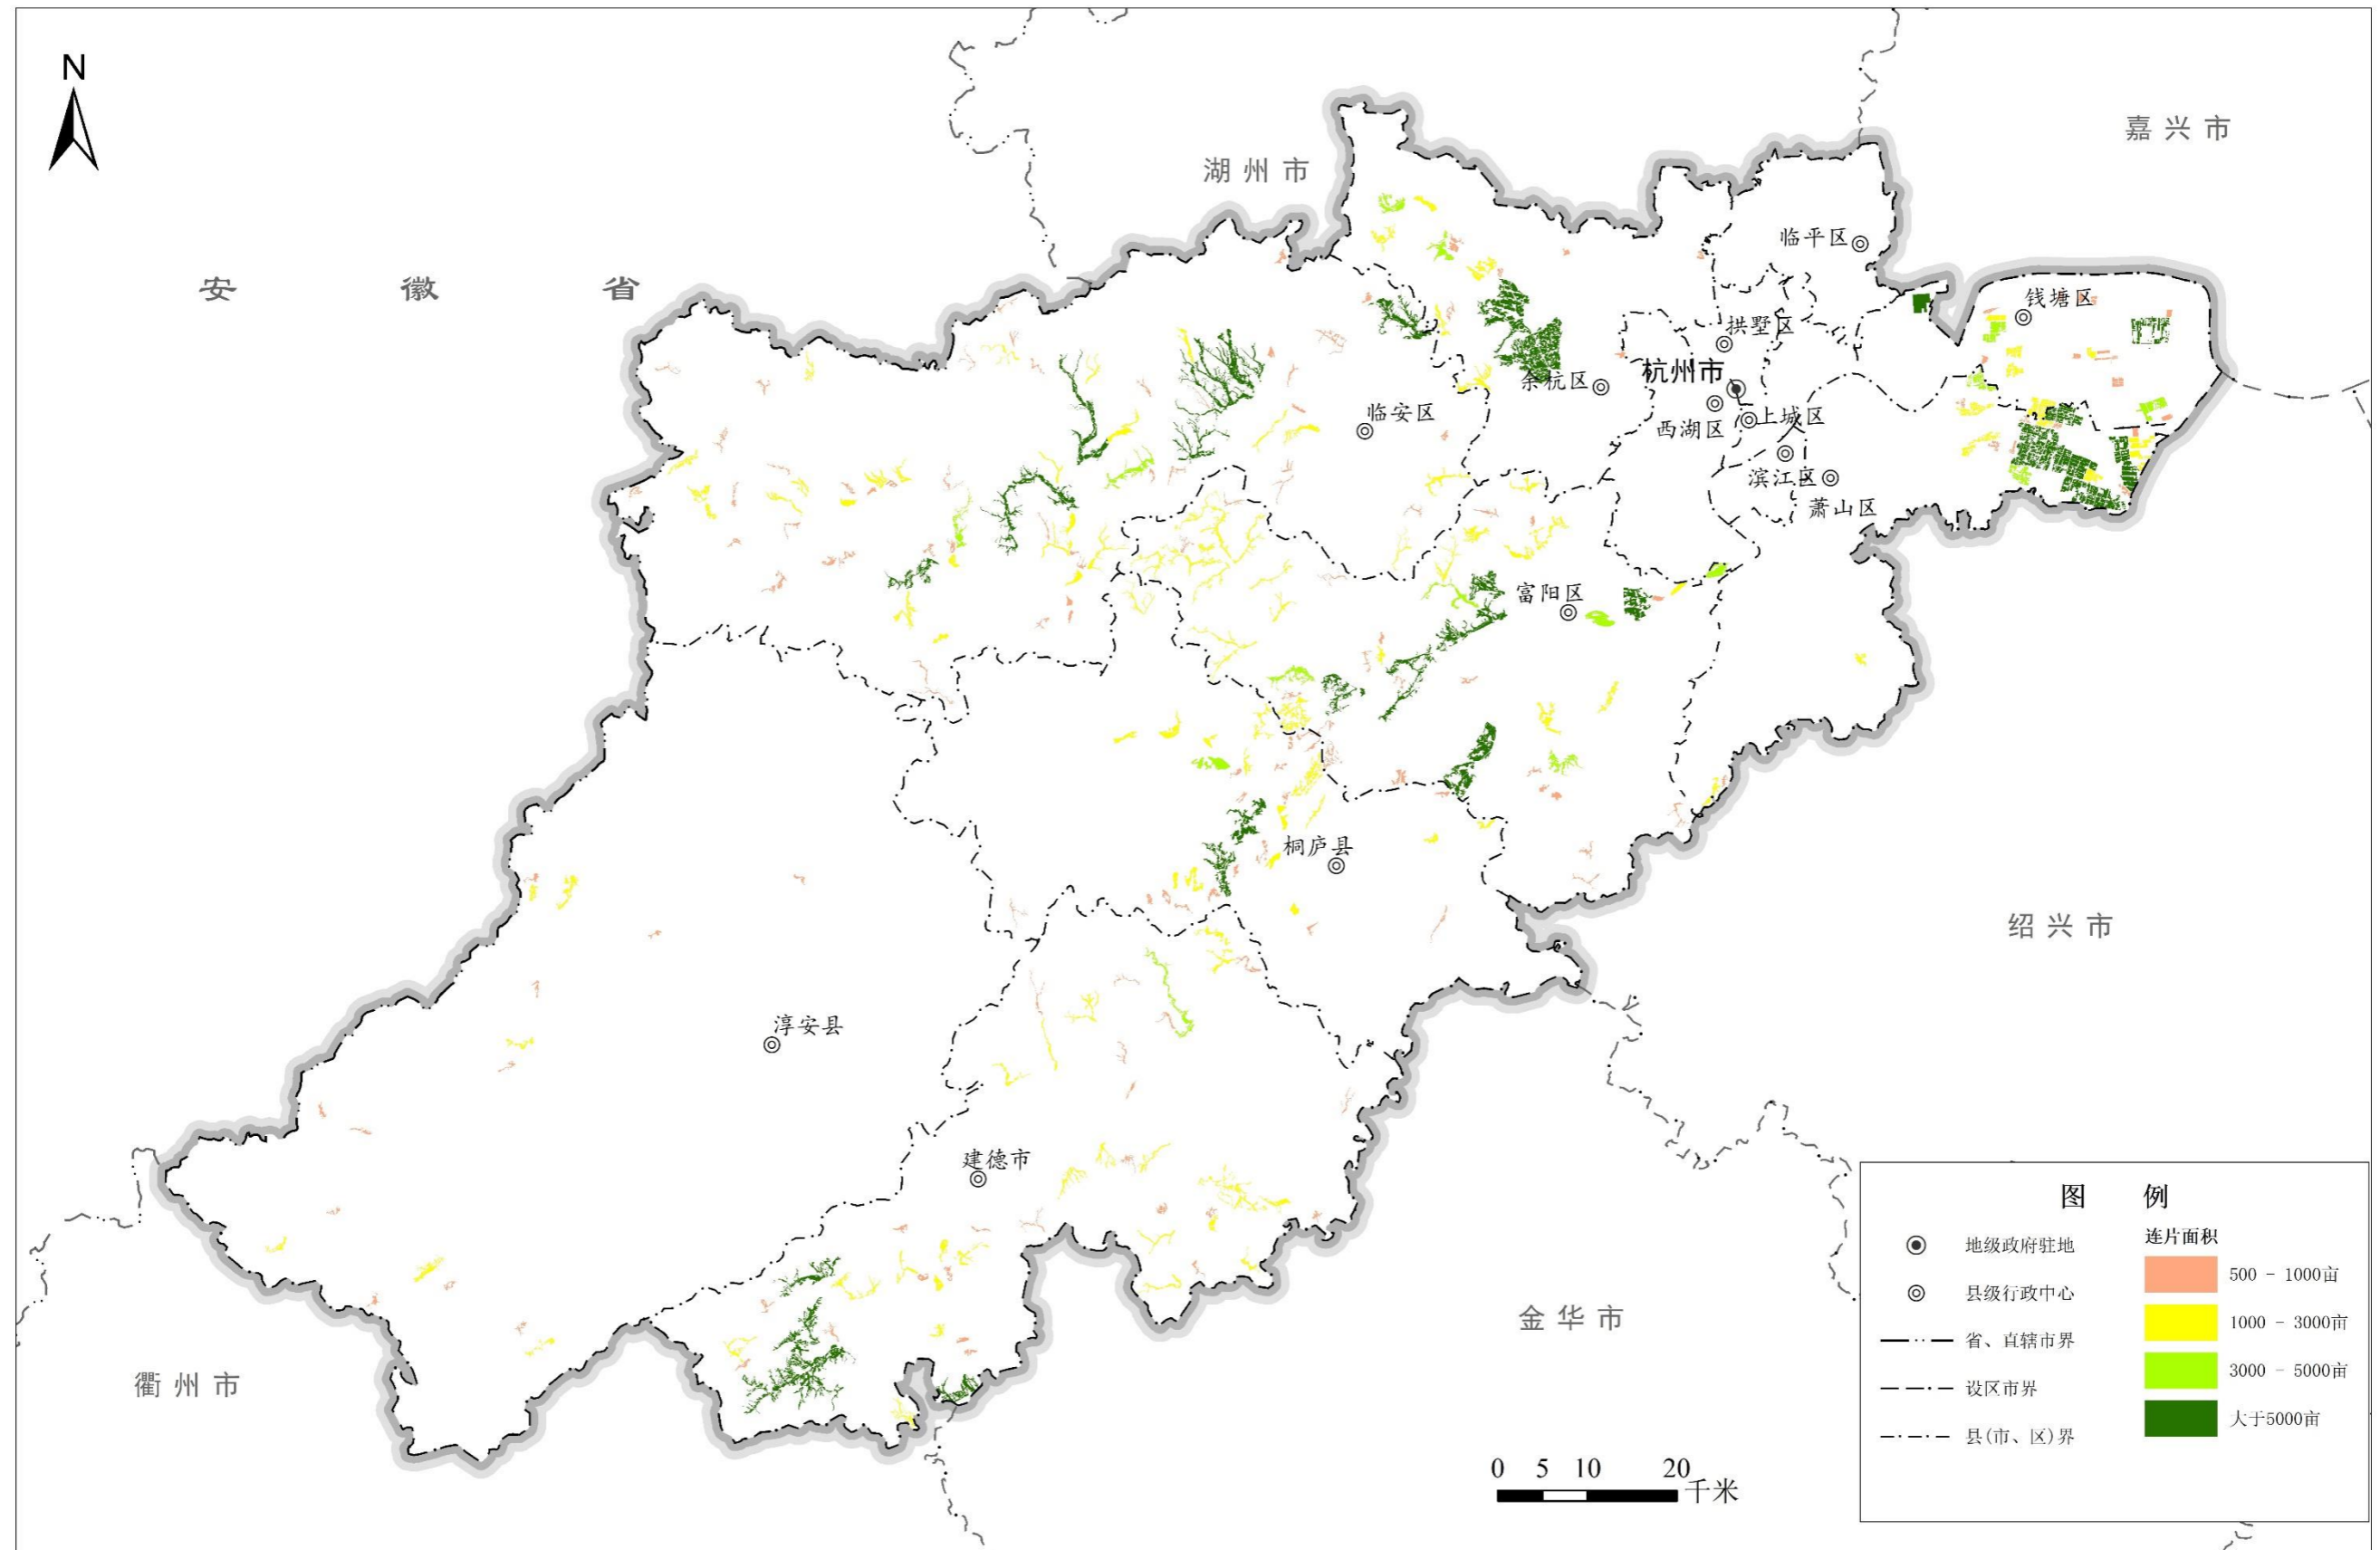 N
嘉兴市
湖州市
临平区
安徽省
钱塘区
拱墅区
杭州市
余杭区
临安区
上城区
西湖区
滨江区
萧山区
富阳区
桐庐县
绍兴市
淳安县
建德市
金华市
衢州市
图 例
连片面积
地级政府驻地
500 - 1000亩
县级行政中心
1000 - 3000亩
省、直辖市界
3000 - 5000亩
设区市界
大于5000亩
县(市、区)界
0 5 10 20
千米